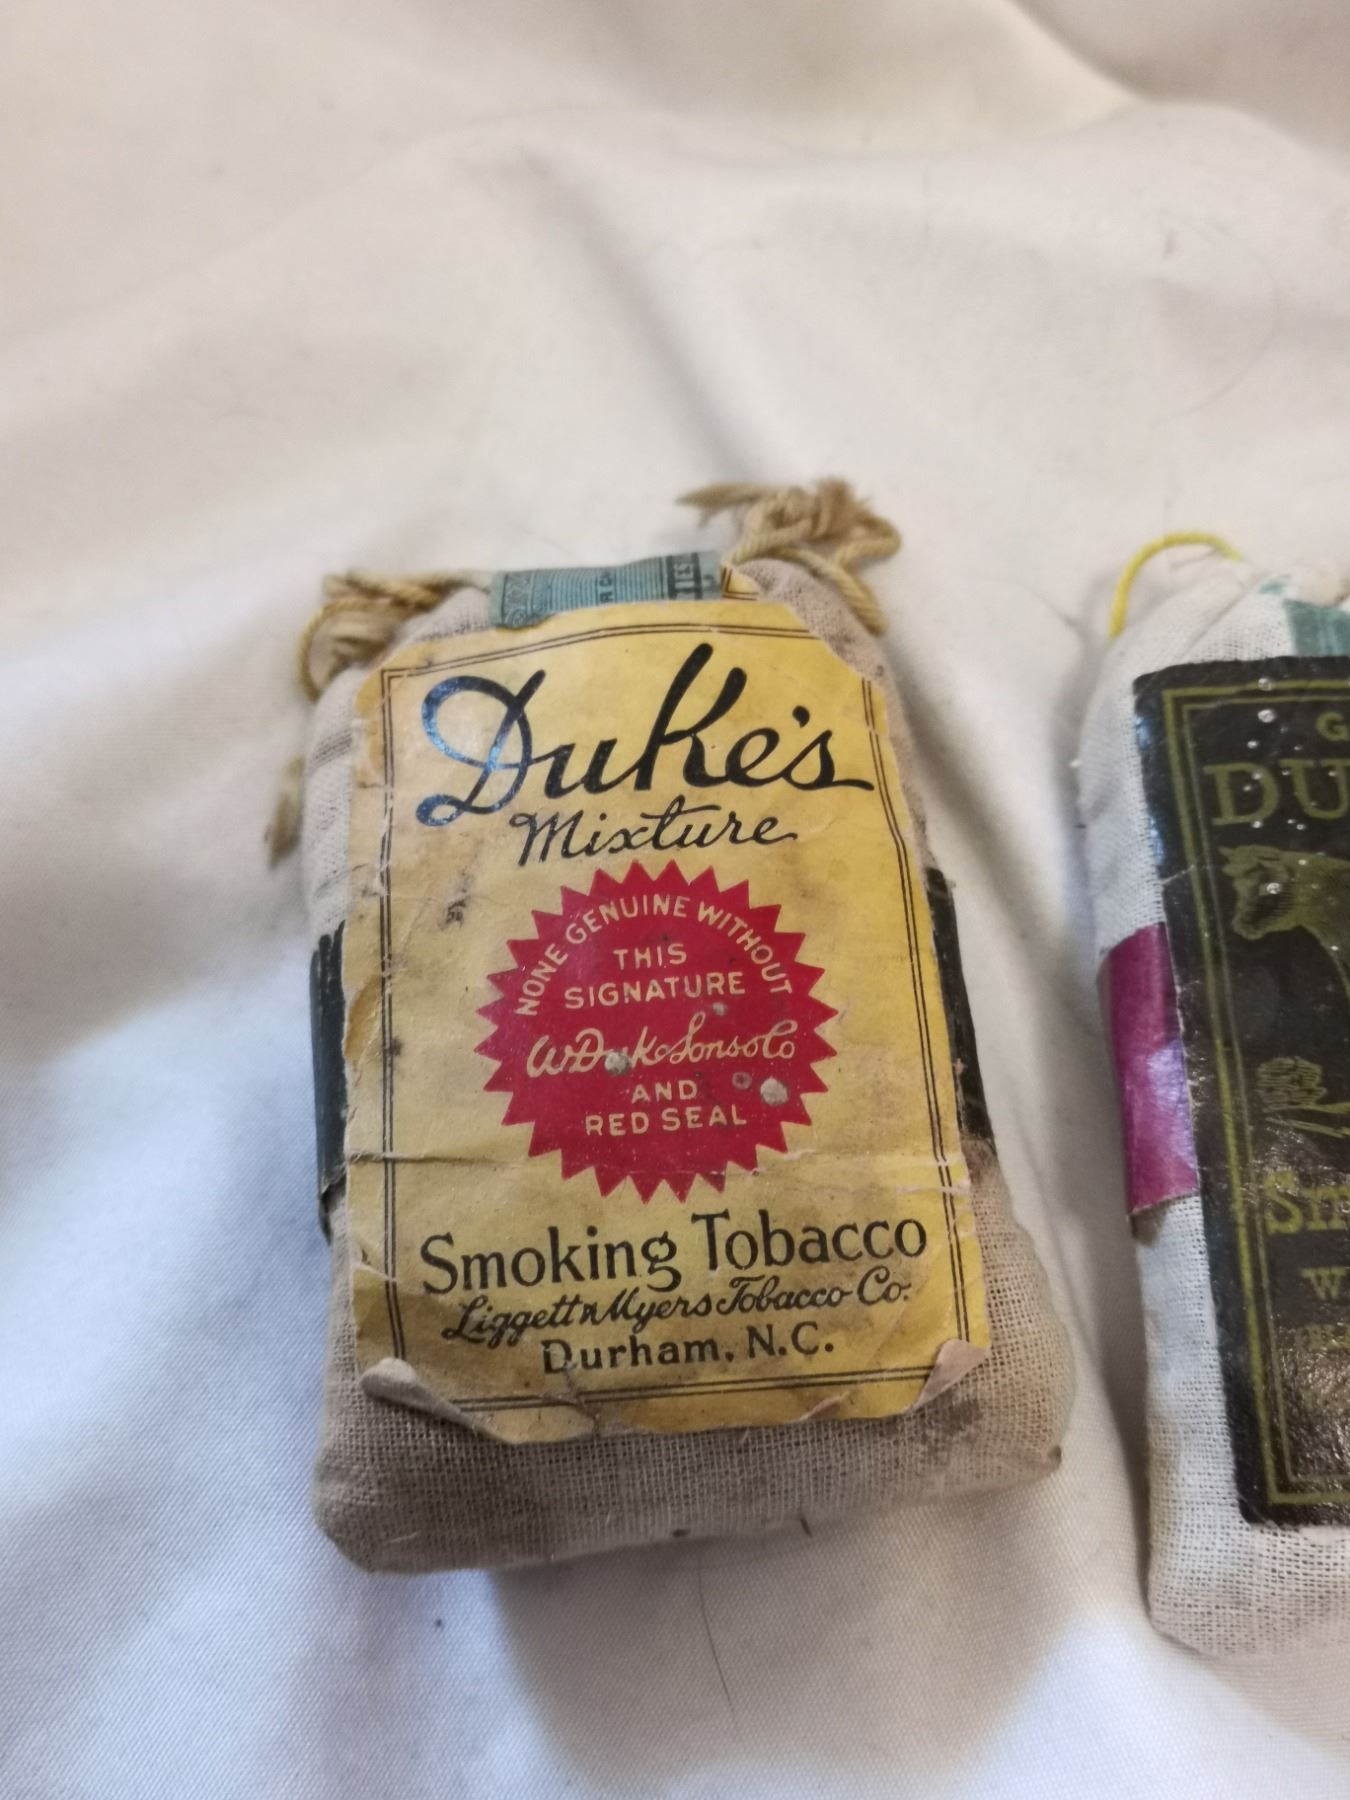 Duke's
Mixture
NONE GENUINE WITHOUT
THIS
SIGNATURE
W Duke Sons & Co
AND
RED SEAL
Smoking Tobacco
Liggett & Myers Tobacco Co.
Durham, N.C.
G
DU
Sm
W